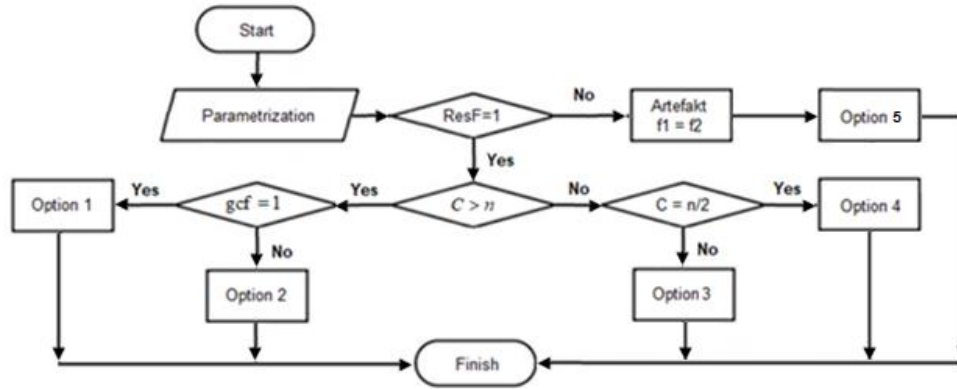 Start
Parametrization
ResF=1
No
Artefakt
f1 = f2
Option 5
Yes
Option 1
Yes
gcf = 1
Yes
C > n
No
C = n/2
Yes
Option 4
No
No
Option 2
Option 3
Finish